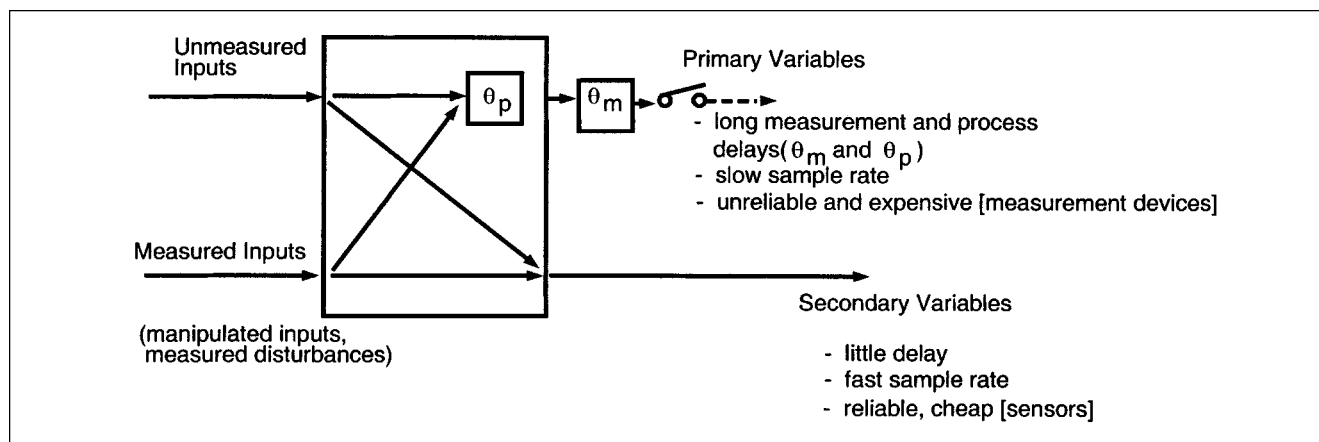 Unmeasured
Inputs
θp
θm
Primary Variables
- long measurement and process
delays(θm and θp)
- slow sample rate
- unreliable and expensive [measurement devices]
Measured Inputs
(manipulated inputs,
measured disturbances)
Secondary Variables
- little delay
- fast sample rate
- reliable, cheap [sensors]